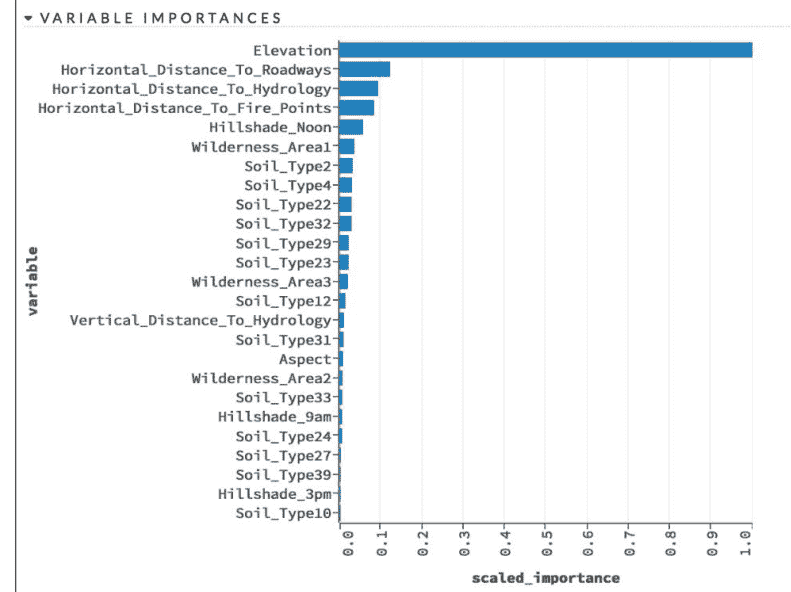 VARIABLE IMPORTANCES
Elevation
Horizontal_Distance_To_Roadways
Horizontal_Distance_To_Hydrology
Horizontal_Distance_To_Fire_Points
Hillshade_Noon
Wilderness_Area1
Soil_Type2
Soil_Type4
Soil_Type22
Soil_Type32
Soil_Type29
Soil_Type23
Wilderness_Area3
Soil_Type12
Vertical_Distance_To_Hydrology
Soil_Type31
Aspect
Wilderness_Area2
Soil_Type33
Hillshade_9am
Soil_Type24
Soil_Type27
Soil_Type39
Hillshade_3pm
Soil_Type10
variable
0.0 0.1 0.2 0.3 0.4 0.5 0.6 0.7 0.8 0.9 1.0
scaled_importance